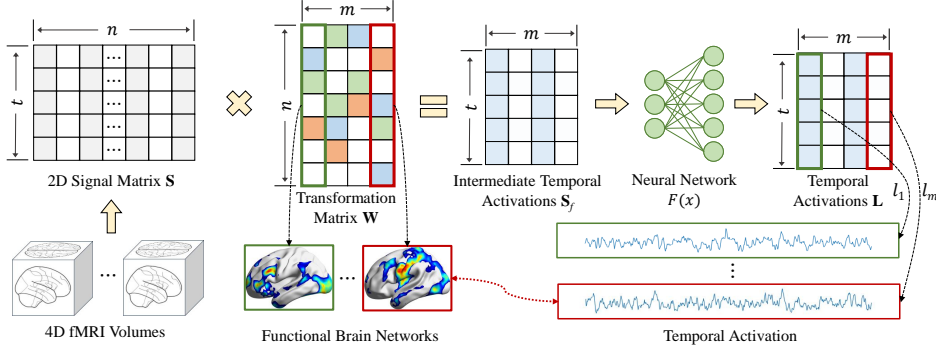 n
m
m
m
t
n
t
t
...
...
...
2D Signal Matrix S
Transformation
Matrix W
Intermediate Temporal
Activations S_f
Neural Network
F(x)
Temporal
Activations L
l_1
l_m
...
...
...
4D fMRI Volumes
Functional Brain Networks
Temporal Activation